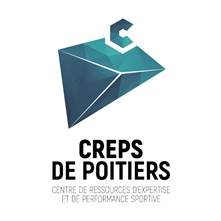 CREPS
DE POITIERS
CENTRE DE RESSOURCES D'EXPERTISE
ET DE PERFORMANCE SPORTIVE